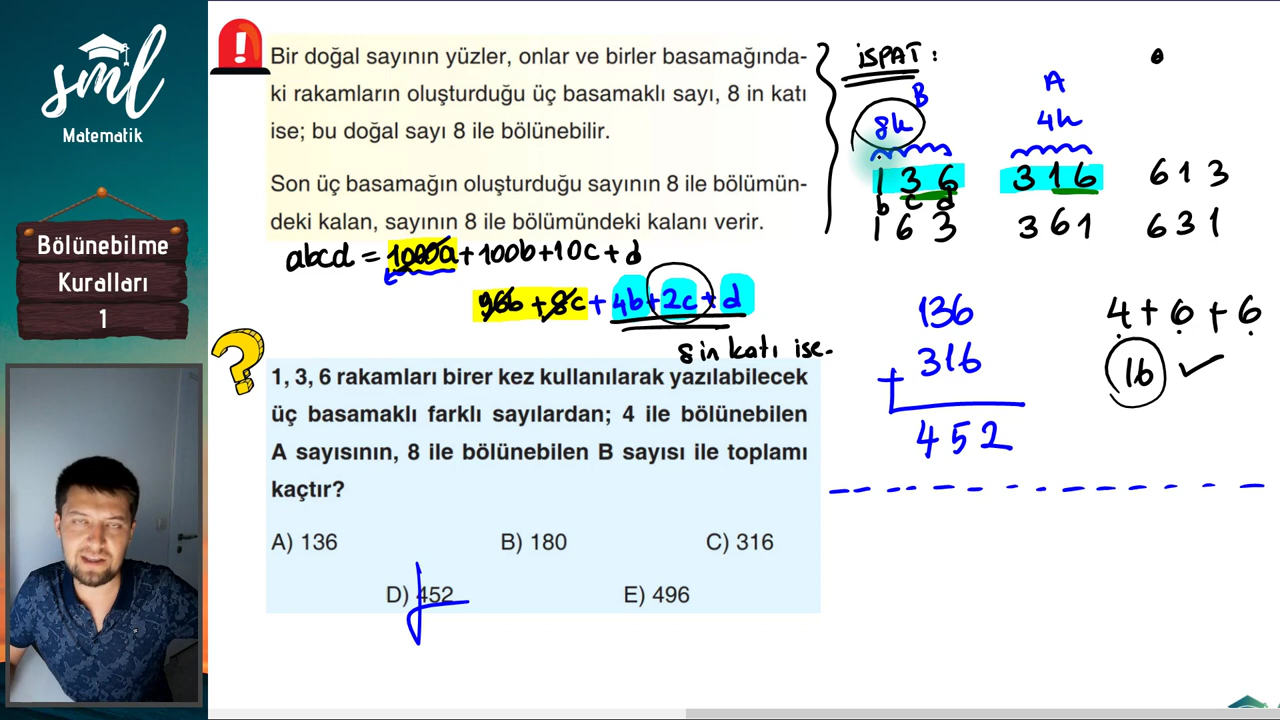 sml
Matematik
Bölünebilme
Kuralları
1
!
Bir doğal sayının yüzler, onlar ve birler basamağında-
ki rakamların oluşturduğu üç basamaklı sayı, 8 in katı
ise; bu doğal sayı 8 ile bölünebilir.
Son üç basamağın oluşturduğu sayının 8 ile bölümün-
deki kalan, sayının 8 ile bölümündeki kalanı verir.
abcd = 1000a+100b+10c+d
96b+8c+4b+2c+d
8 in katı ise.
?
1, 3, 6 rakamları birer kez kullanılarak yazılabilecek
üç basamaklı farklı sayılardan; 4 ile bölünebilen
A sayısının, 8 ile bölünebilen B sayısı ile toplamı
kaçtır?
A) 136 B) 180 C) 316
D) 452 E) 496
İSPAT:
B A
8k 4k
136 316 613
b c d
163 361 631
136
316
+
452
4+6+6
16 ✓